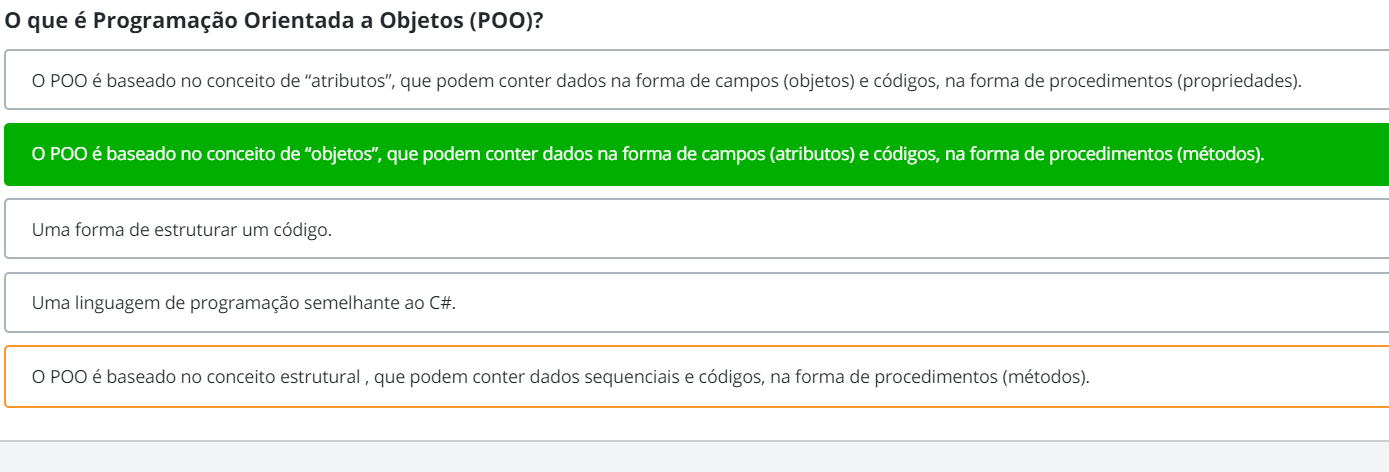 O que é Programação Orientada a Objetos (POO)?
O POO é baseado no conceito de “atributos”, que podem conter dados na forma de campos (objetos) e códigos, na forma de procedimentos (propriedades).
O POO é baseado no conceito de “objetos”, que podem conter dados na forma de campos (atributos) e códigos, na forma de procedimentos (métodos).
Uma forma de estruturar um código.
Uma linguagem de programação semelhante ao C#.
O POO é baseado no conceito estrutural , que podem conter dados sequenciais e códigos, na forma de procedimentos (métodos).